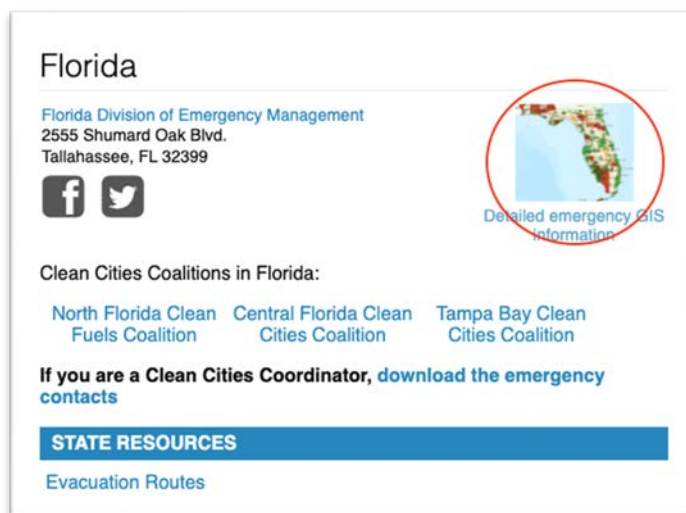 Florida
Florida Division of Emergency Management
2555 Shumard Oak Blvd.
Tallahassee, FL 32399
Detailed emergency GIS
information
Clean Cities Coalitions in Florida:
North Florida Clean
Fuels Coalition
Central Florida Clean
Cities Coalition
Tampa Bay Clean
Cities Coalition
If you are a Clean Cities Coordinator, download the emergency
contacts
STATE RESOURCES
Evacuation Routes